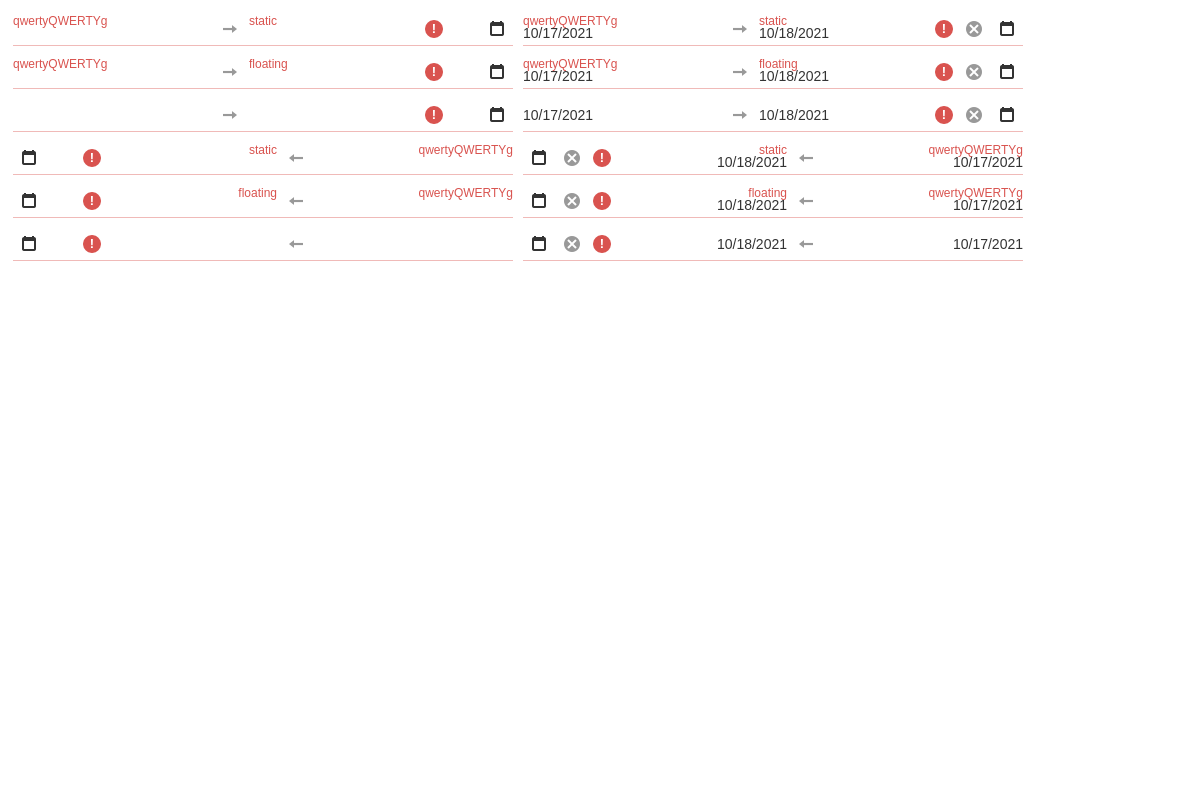 qwertyQWERTYg static ! qwertyQWERTYg static !
10/17/2021 10/18/2021
qwertyQWERTYg floating ! qwertyQWERTYg floating !
10/17/2021 10/18/2021
! 10/17/2021 10/18/2021 !
! static qwertyQWERTYg ! static qwertyQWERTYg
10/18/2021 10/17/2021
! floating qwertyQWERTYg ! floating qwertyQWERTYg
10/18/2021 10/17/2021
! ! 10/18/2021 10/17/2021